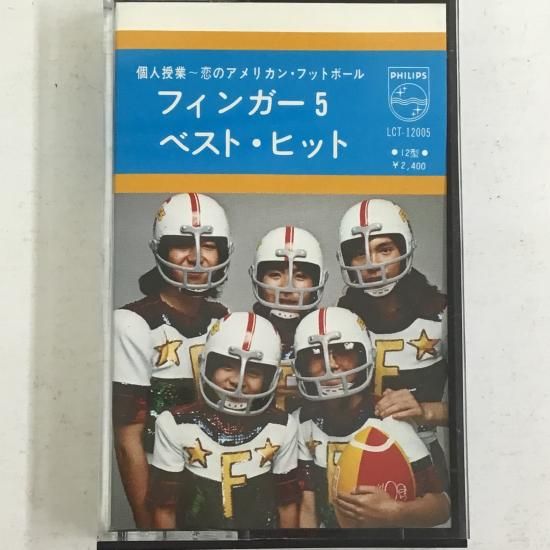 個人授業〜恋のアメリカン・フットボール
フィンガー5
ベスト・ヒット
PHILIPS
LCT-12005
●12型●
¥2,400
F
F
F